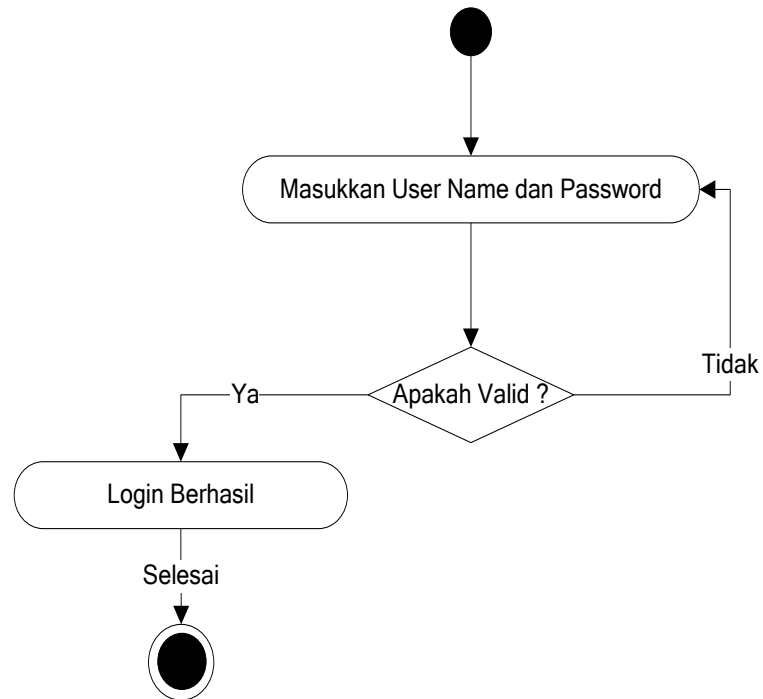 Masukkan User Name dan Password
Apakah Valid ?
Tidak
Ya
Login Berhasil
Selesai